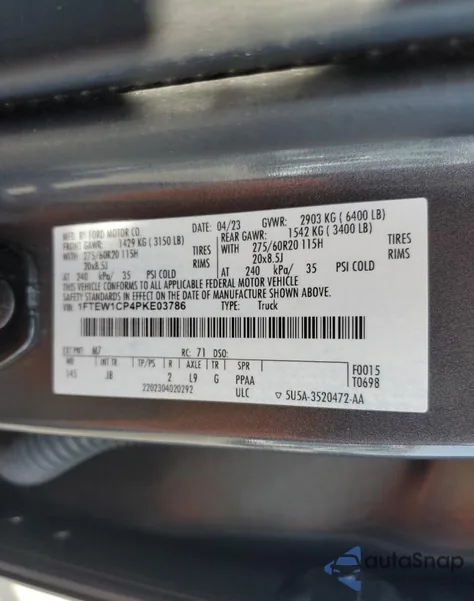 MFD. BY FORD MOTOR CO.
DATE: 04/23 GVWR: 2903 KG ( 6400 LB)
FRONT GAWR: 1429 KG ( 3150 LB) REAR GAWR: 1542 KG ( 3400 LB)
WITH 275/60R20 115H TIRES WITH 275/60R20 115H TIRES
20x8.5J RIMS 20x8.5J RIMS
AT 240 kPa/ 35 PSI COLD AT 240 kPa/ 35 PSI COLD
THIS VEHICLE CONFORMS TO ALL APPLICABLE FEDERAL MOTOR VEHICLE
SAFETY STANDARDS IN EFFECT ON THE DATE OF MANUFACTURE SHOWN ABOVE.
VIN: 1FTEW1CP4PKE03786 TYPE: Truck
EXT PNT: M7 RC: 71 DSO: F0015
WB TP/PS R AXLE TR SPR T0698
145 JB 2 L9 G PPAA
2202304020292 ULC ▽ 5U5A-3520472-AA
autoSnap